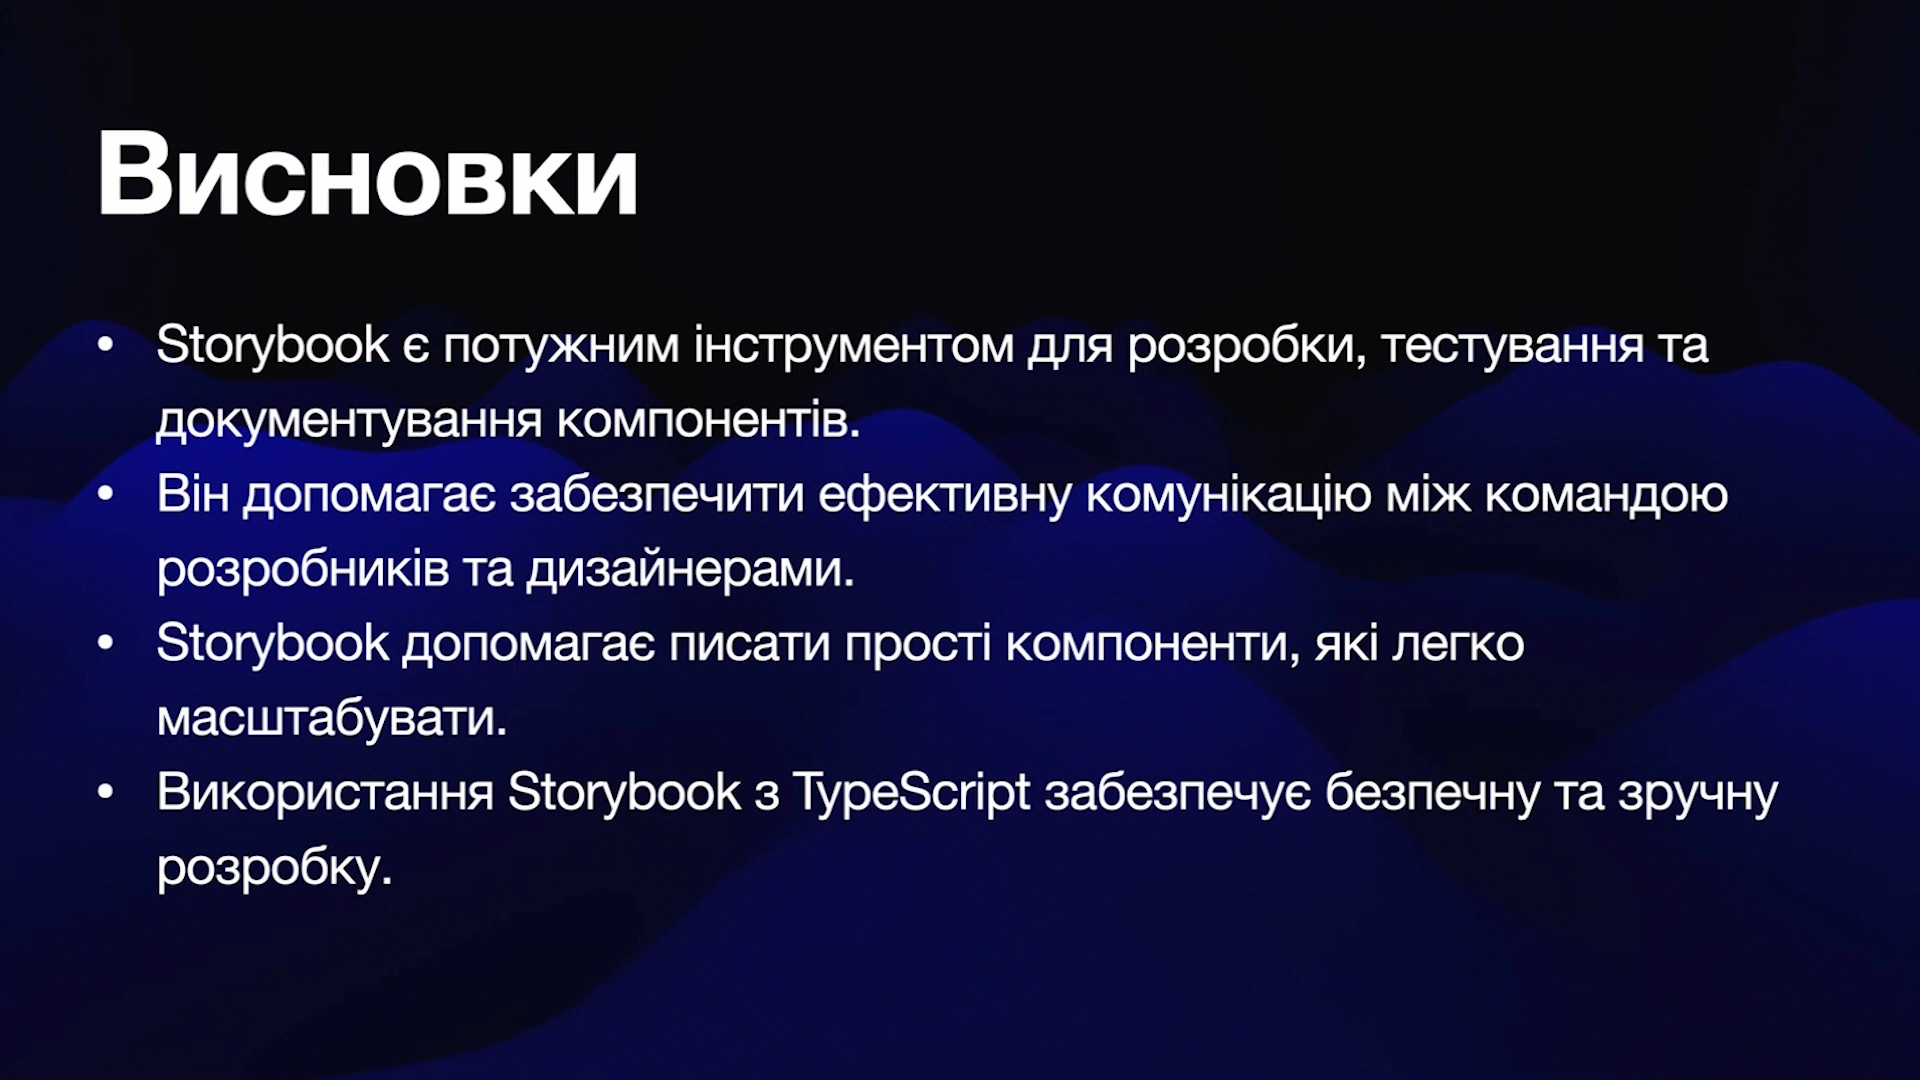 Висновки
• Storybook є потужним інструментом для розробки, тестування та
документування компонентів.
• Він допомагає забезпечити ефективну комунікацію між командою
розробників та дизайнерами.
• Storybook допомагає писати прості компоненти, які легко
масштабувати.
• Використання Storybook з TypeScript забезпечує безпечну та зручну
розробку.